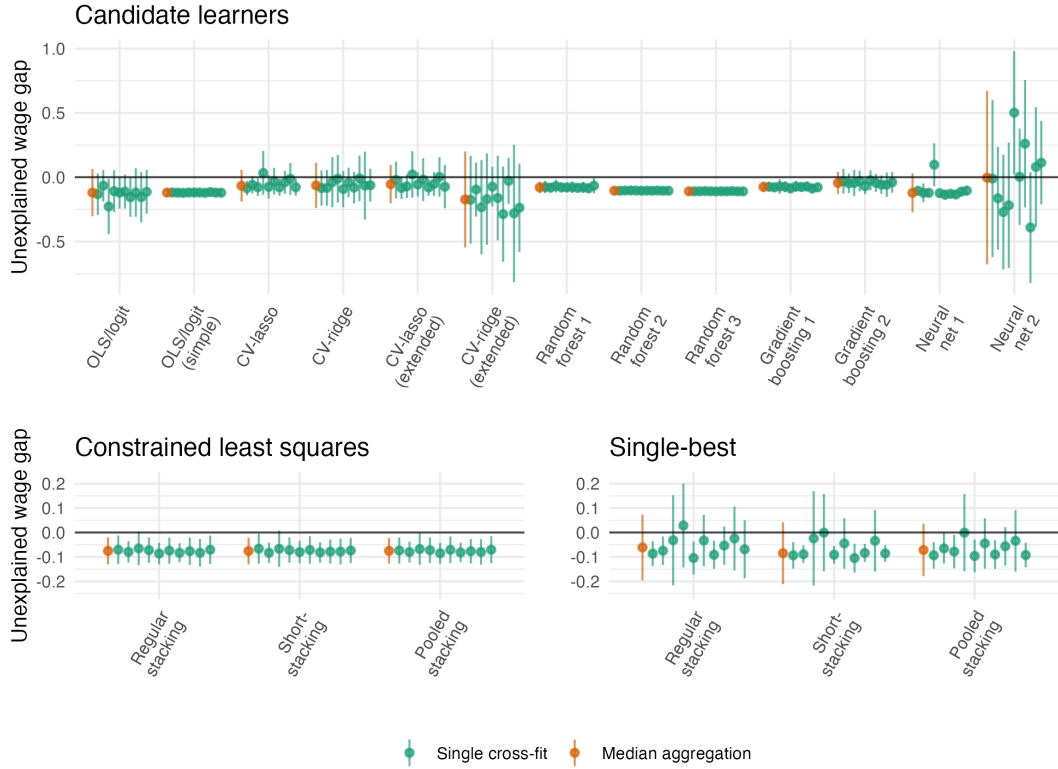 Candidate learners
Unexplained wage gap
1.0
0.5
0.0
-0.5
OLS/logit
OLS/logit
(simple)
CV-lasso
CV-ridge
CV-lasso
(extended)
CV-ridge
(extended)
Random
forest 1
Random
forest 2
Random
forest 3
Gradient
boosting 1
Gradient
boosting 2
Neural
net 1
Neural
net 2
Constrained least squares
Unexplained wage gap
0.2
0.1
0.0
-0.1
-0.2
Regular
stacking
Short-
stacking
Pooled
stacking
Single-best
0.2
0.1
0.0
-0.1
-0.2
Regular
stacking
Short-
stacking
Pooled
stacking
Single cross-fit
Median aggregation